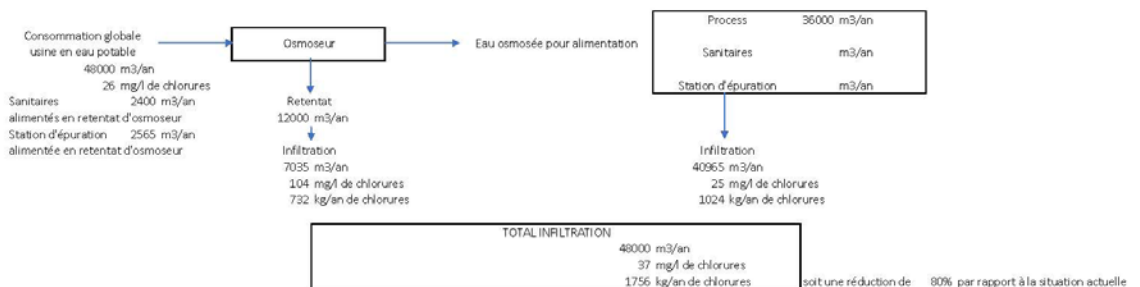 Consommation globale
usine en eau potable
48000 m3/an
26 mg/l de chlorures
Sanitaires 2400 m3/an
alimentés en retentat d'osmoseur
Station d'épuration 2565 m3/an
alimentée en retentat d'osmoseur
Osmoseur
Retentat
12000 m3/an
Infiltration
7035 m3/an
104 mg/l de chlorures
732 kg/an de chlorures
Eau osmosée pour alimentation
Process 36000 m3/an
Sanitaires m3/an
Station d'épuration m3/an
Infiltration
40965 m3/an
25 mg/l de chlorures
1024 kg/an de chlorures
TOTAL INFILTRATION
48000 m3/an
37 mg/l de chlorures
1756 kg/an de chlorures soit une réduction de 80% par rapport à la situation actuelle